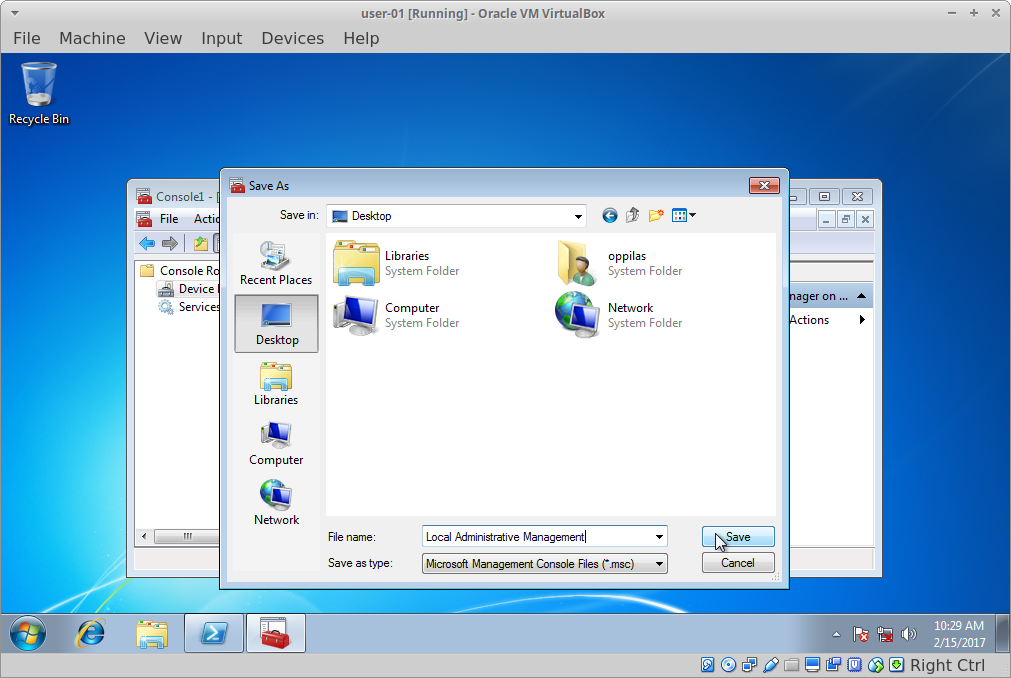 user-01 [Running] - Oracle VM VirtualBox
File Machine View Input Devices Help
Recycle Bin
Console1 - [
File Actio
Console Ro
Device
Services
nager on ...
Actions
Save As
Save in: Desktop
Recent Places
Desktop
Libraries
Computer
Network
Libraries
System Folder
oppilas
System Folder
Computer
System Folder
Network
System Folder
File name: Local Administrative Management Save
Save as type: Microsoft Management Console Files (*.msc) Cancel
10:29 AM
2/15/2017
Right Ctrl